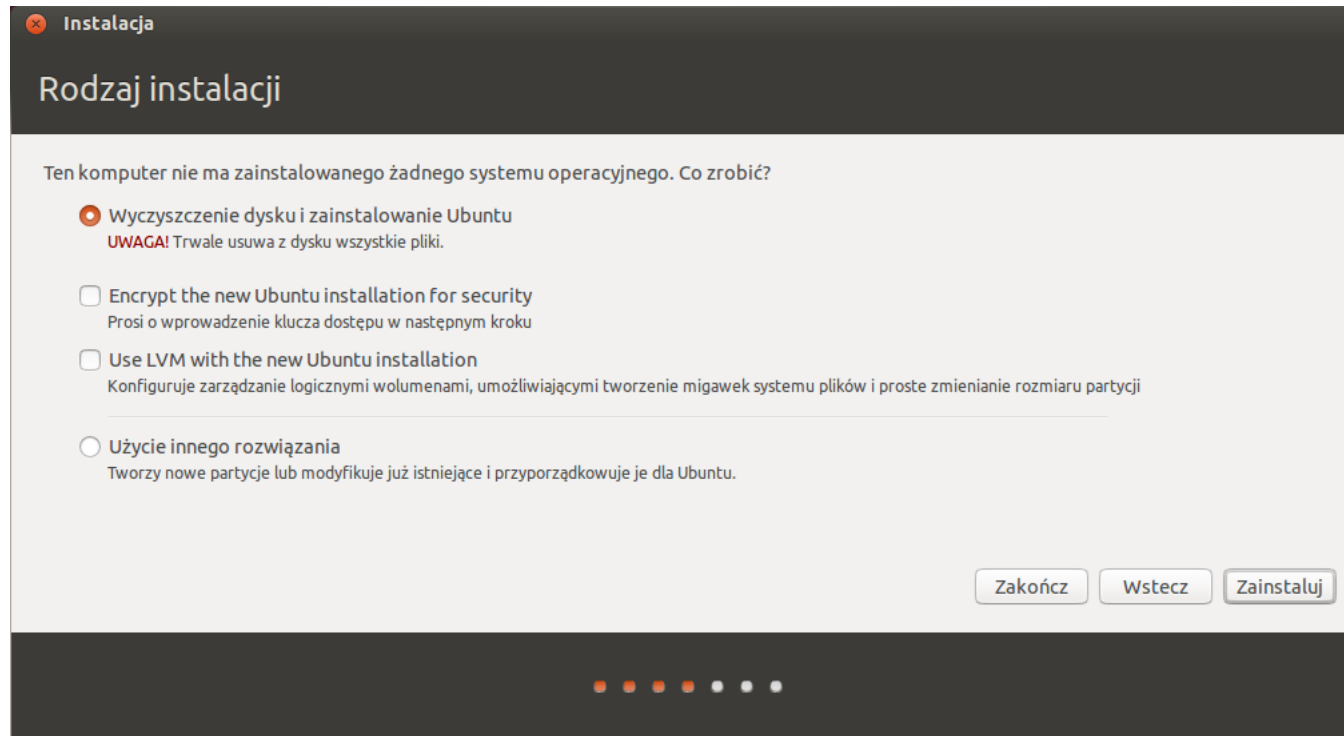 Instalacja
Rodzaj instalacji
Ten komputer nie ma zainstalowanego żadnego systemu operacyjnego. Co zrobić?
Wyczyszczenie dysku i zainstalowanie Ubuntu
UWAGA! Trwale usuwa z dysku wszystkie pliki.
Encrypt the new Ubuntu installation for security
Prosi o wprowadzenie klucza dostępu w następnym kroku
Use LVM with the new Ubuntu installation
Konfiguruje zarządzanie logicznymi wolumenami, umożliwiającymi tworzenie migawek systemu plików i proste zmienianie rozmiaru partycji
Użycie innego rozwiązania
Tworzy nowe partycje lub modyfikuje już istniejące i przyporządkowuje je dla Ubuntu.
Zakończ Wstecz Zainstaluj